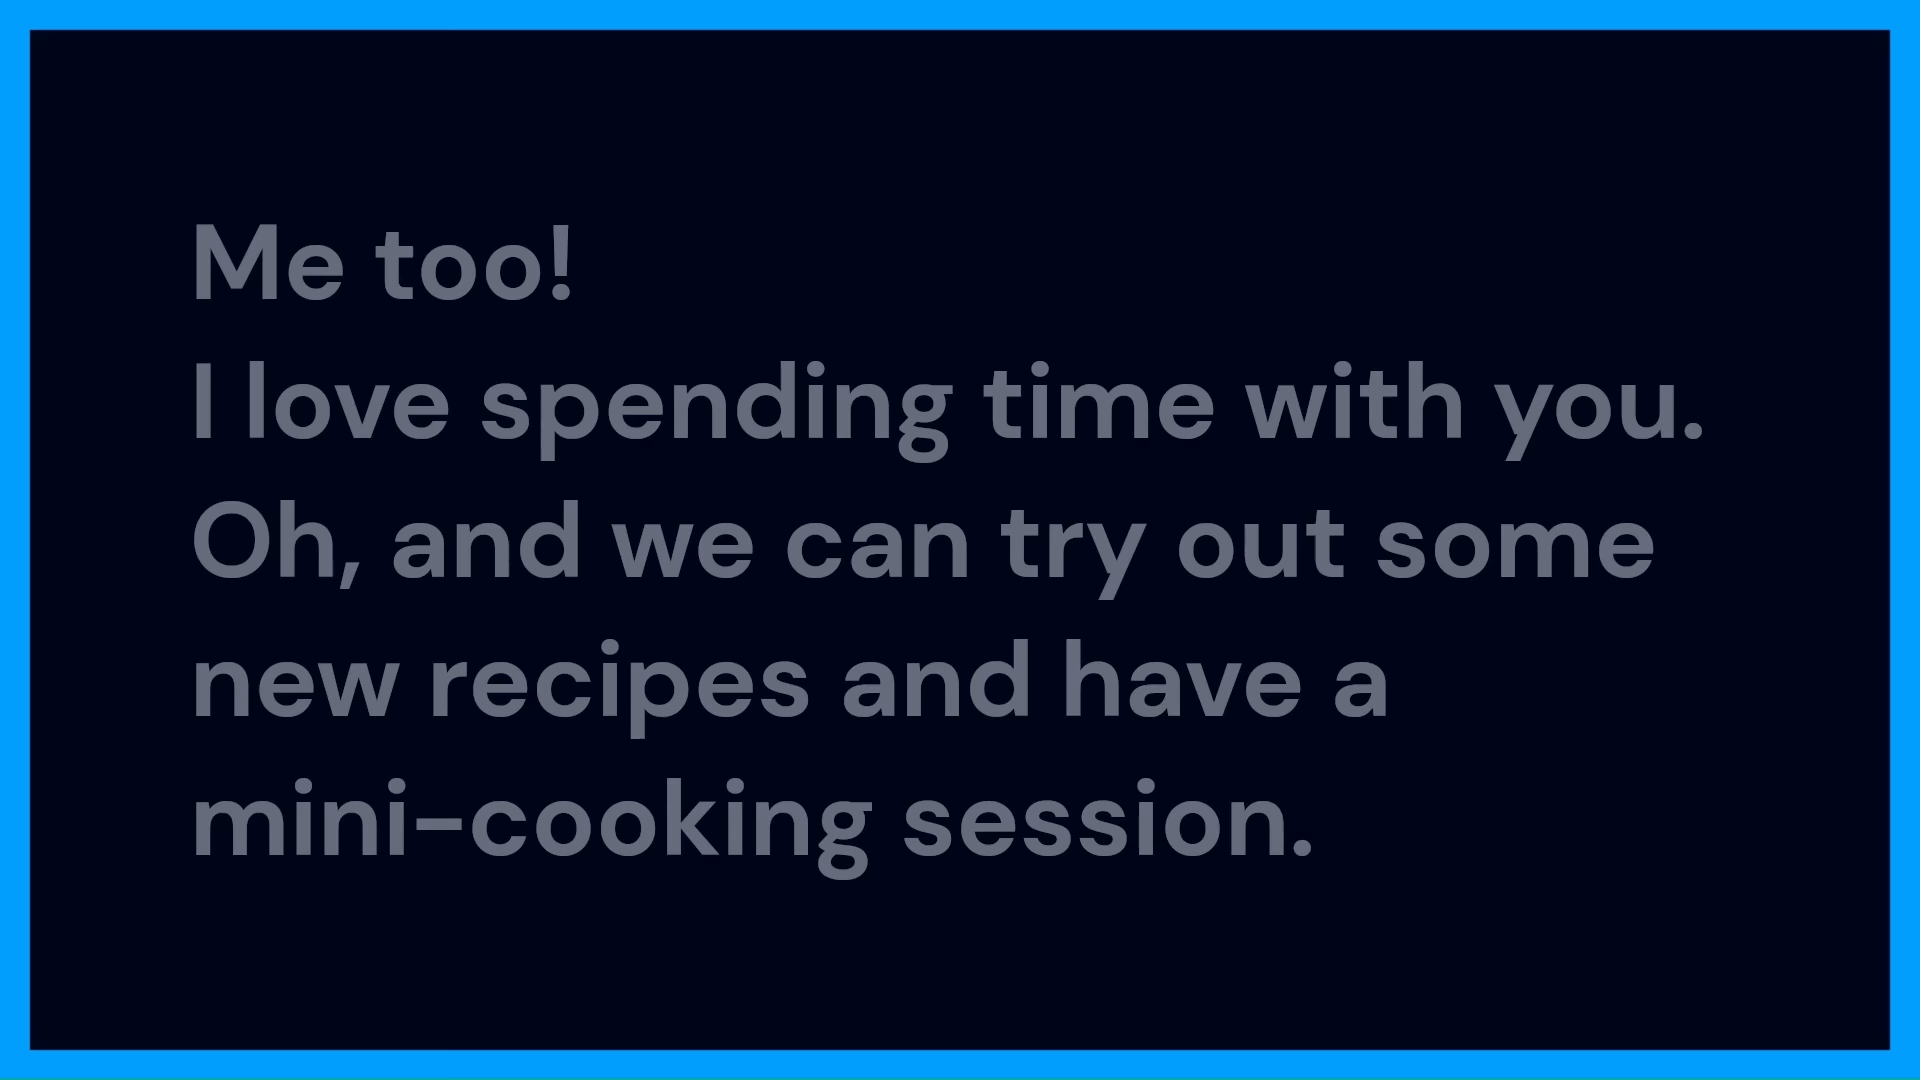 Me too!
I love spending time with you.
Oh, and we can try out some
new recipes and have a
mini-cooking session.